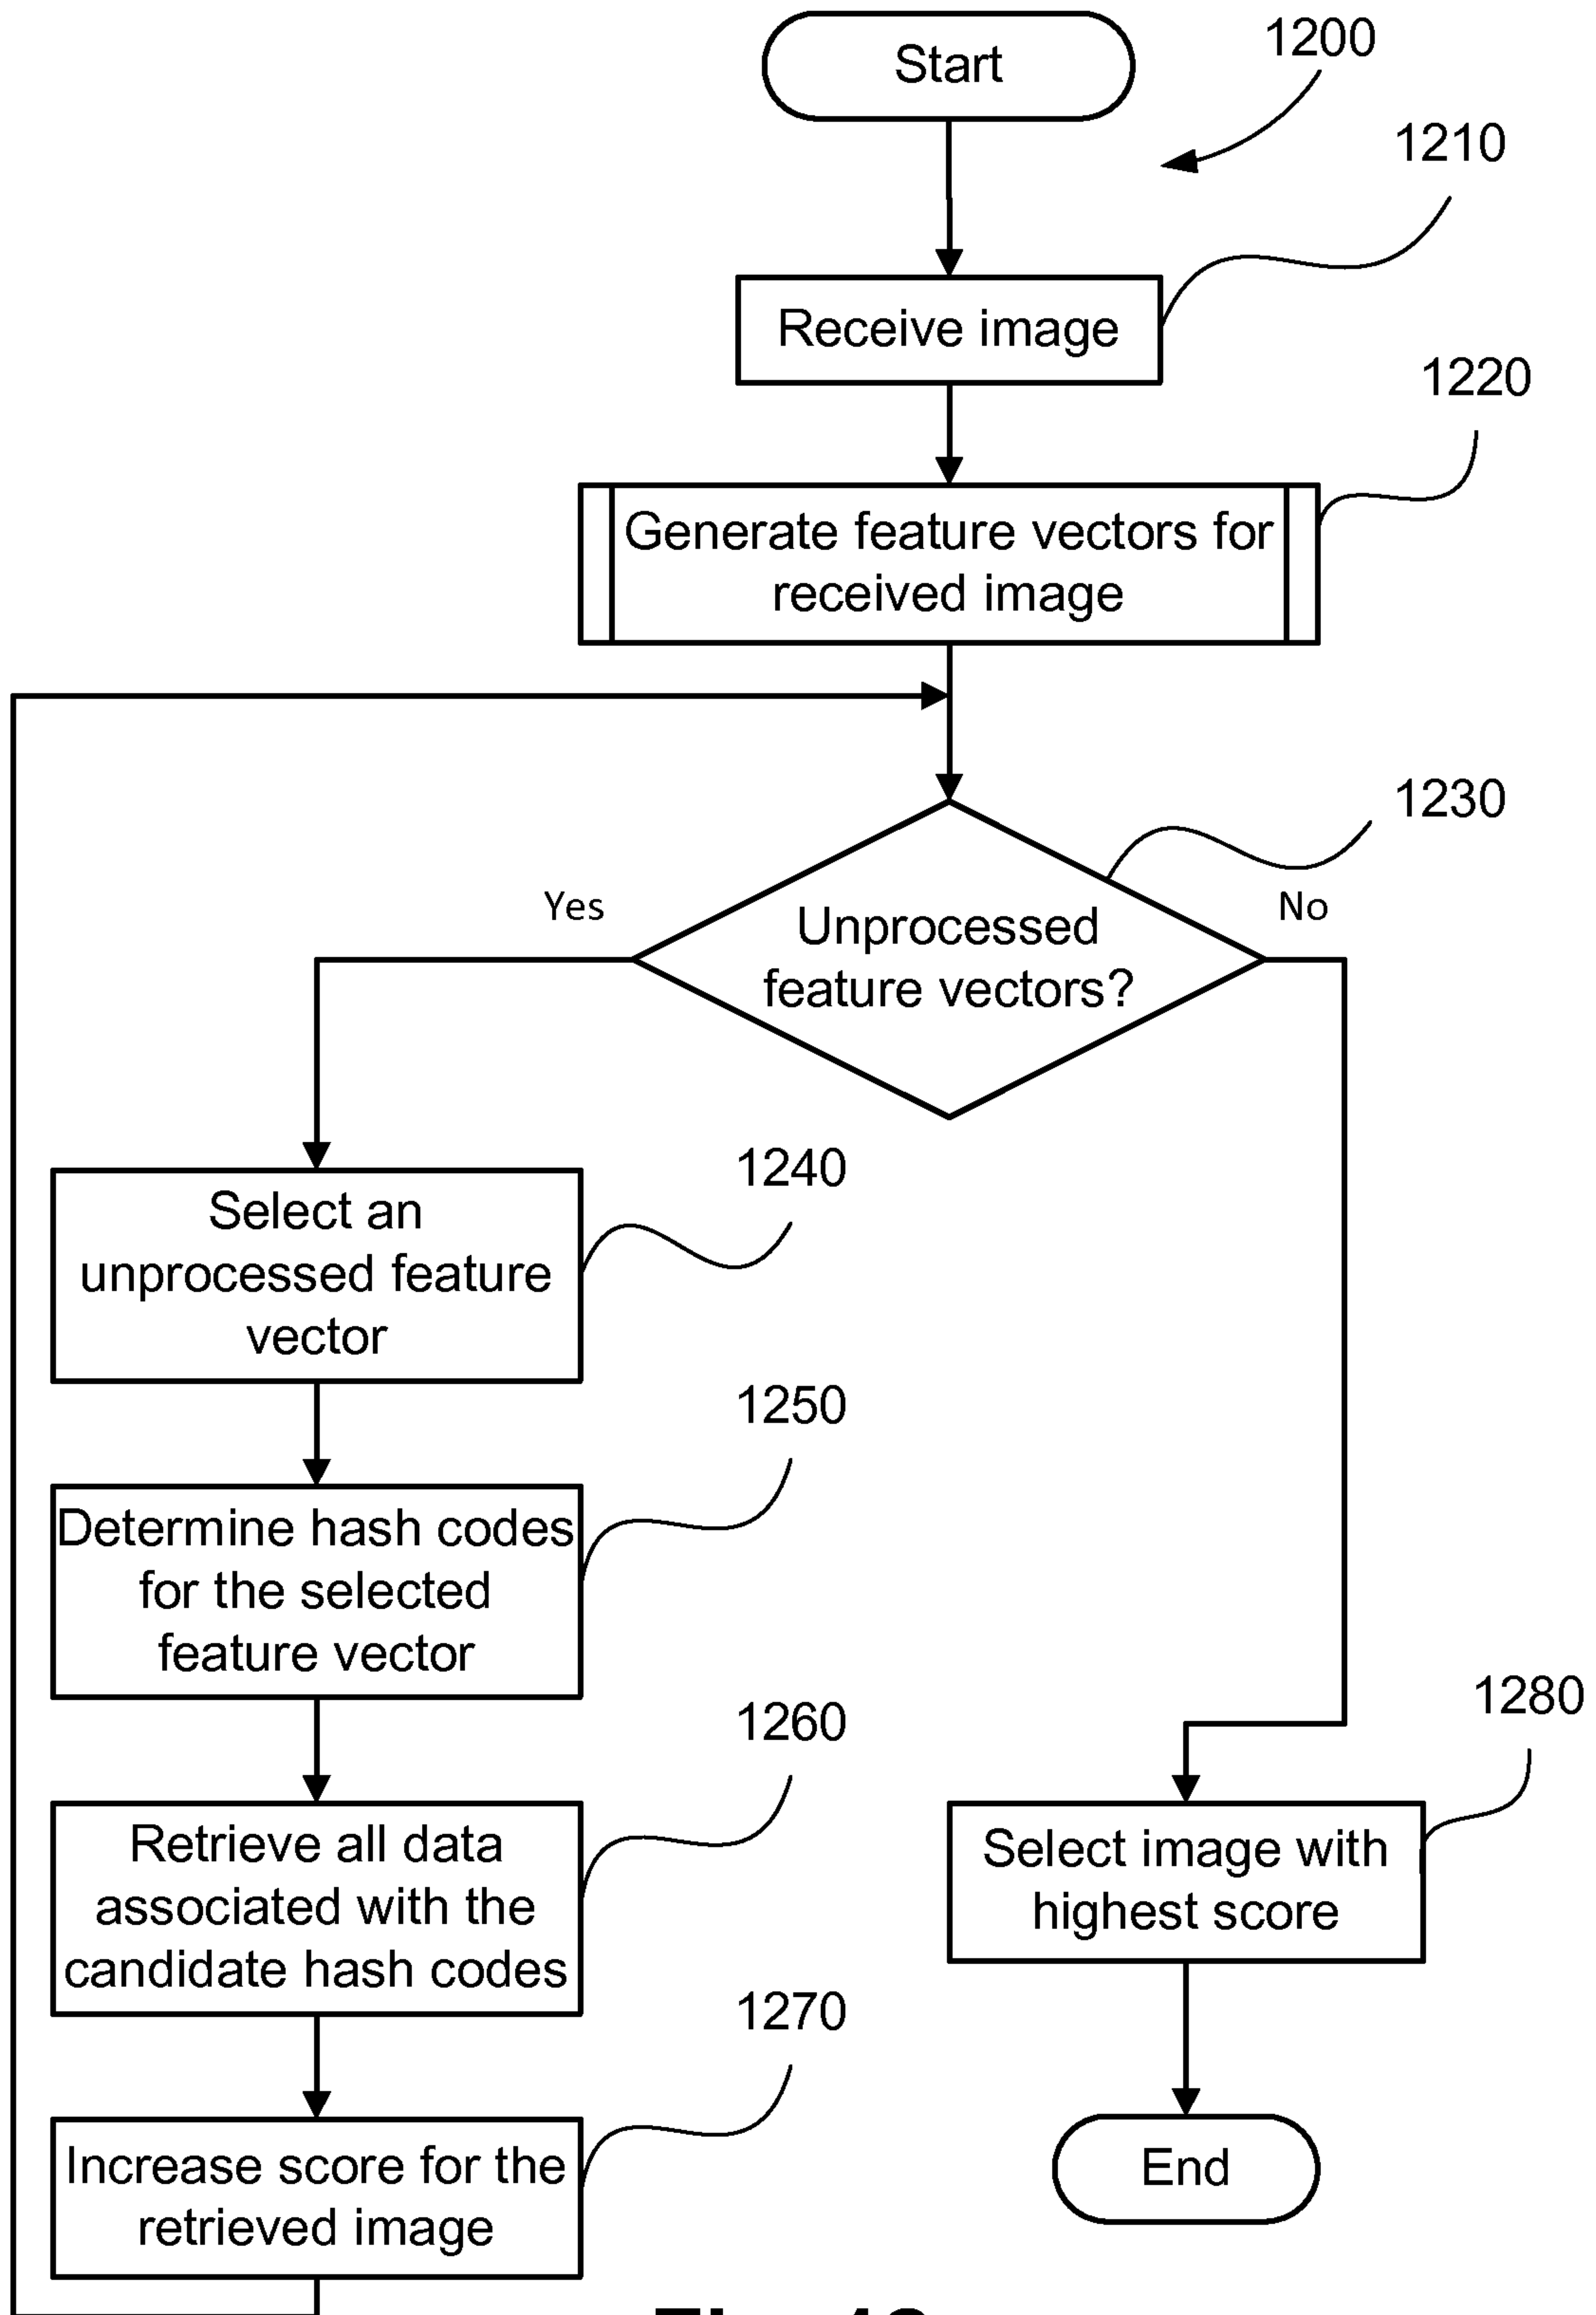 Start
1200
1210
Receive image
1220
Generate feature vectors for
received image
1230
Yes
No
Unprocessed
feature vectors?
1240
Select an
unprocessed feature
vector
1250
Determine hash codes
for the selected
feature vector
1260
Retrieve all data
associated with the
candidate hash codes
1280
Select image with
highest score
1270
Increase score for the
retrieved image
End